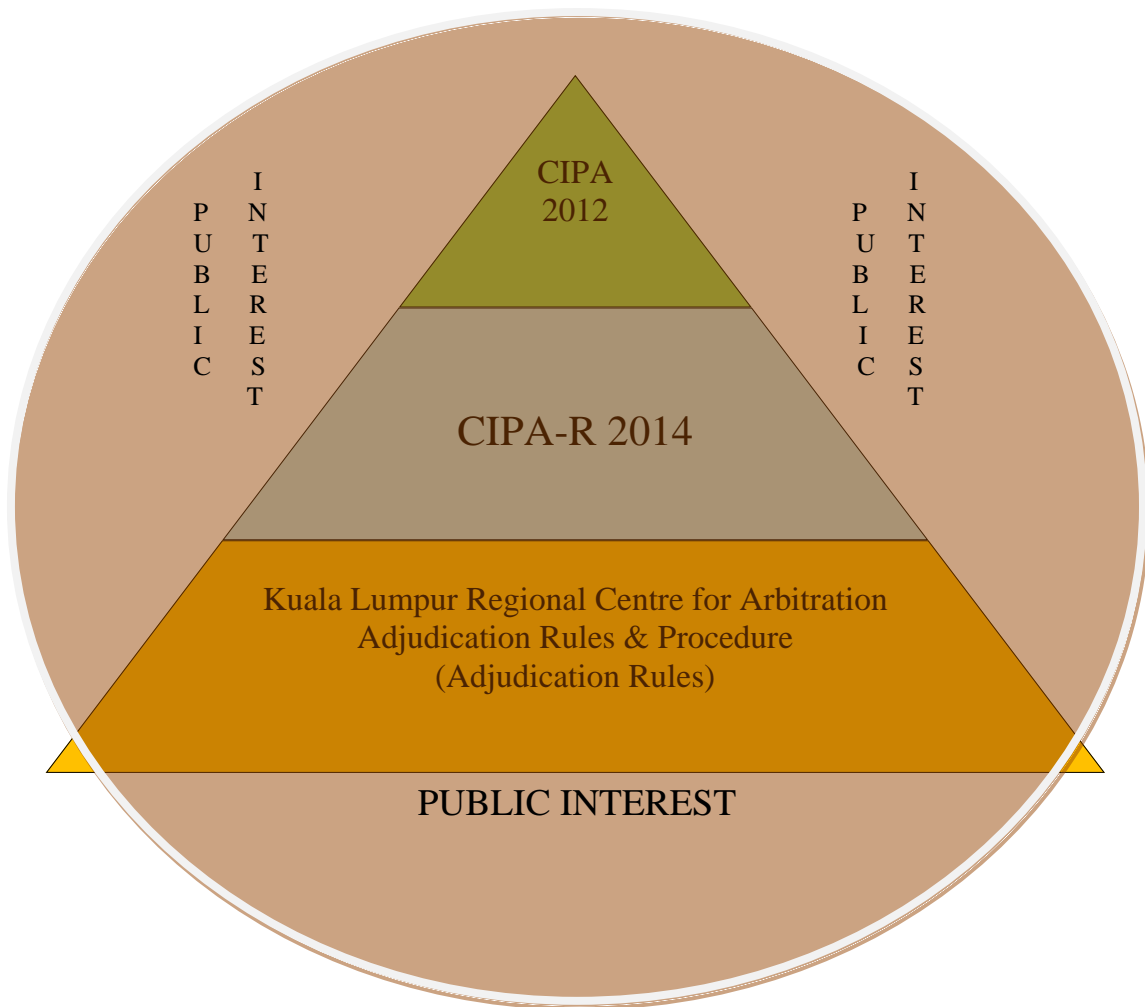 CIPA
2012
PUBLIC
INTEREST
PUBLIC
INTEREST
CIPA-R 2014
Kuala Lumpur Regional Centre for Arbitration
Adjudication Rules & Procedure
(Adjudication Rules)
PUBLIC INTEREST